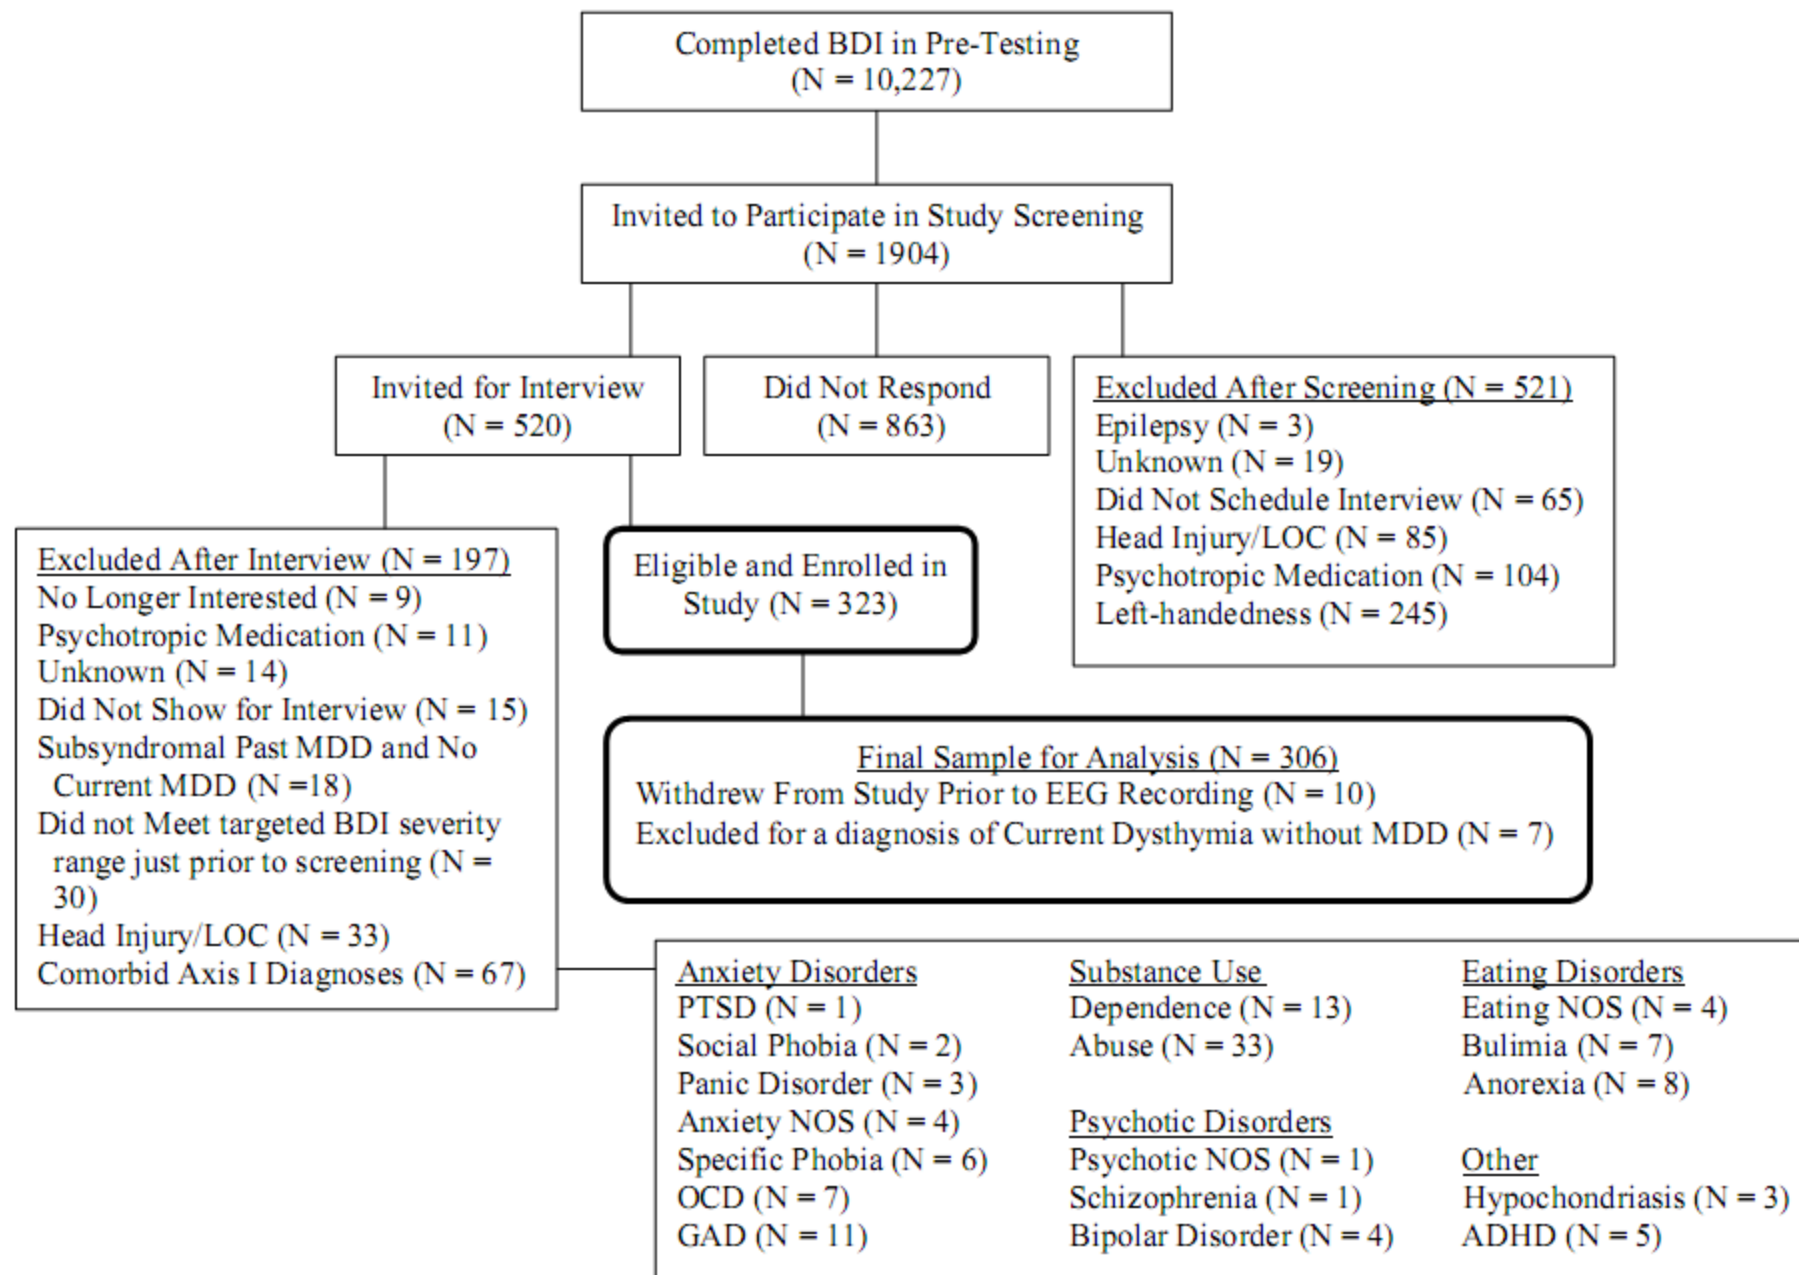 Completed BDI in Pre-Testing
(N = 10,227)
Invited to Participate in Study Screening
(N = 1904)
Invited for Interview
(N = 520)
Did Not Respond
(N = 863)
Excluded After Screening (N = 521)
Epilepsy (N = 3)
Unknown (N = 19)
Did Not Schedule Interview (N = 65)
Head Injury/LOC (N = 85)
Psychotropic Medication (N = 104)
Left-handedness (N = 245)
Excluded After Interview (N = 197)
No Longer Interested (N = 9)
Psychotropic Medication (N = 11)
Unknown (N = 14)
Did Not Show for Interview (N = 15)
Subsyndromal Past MDD and No
Current MDD (N =18)
Did not Meet targeted BDI severity
range just prior to screening (N =
30)
Head Injury/LOC (N = 33)
Comorbid Axis I Diagnoses (N = 67)
Eligible and Enrolled in
Study (N = 323)
Final Sample for Analysis (N = 306)
Withdrew From Study Prior to EEG Recording (N = 10)
Excluded for a diagnosis of Current Dysthymia without MDD (N = 7)
Anxiety Disorders
PTSD (N = 1)
Social Phobia (N = 2)
Panic Disorder (N = 3)
Anxiety NOS (N = 4)
Specific Phobia (N = 6)
OCD (N = 7)
GAD (N = 11)
Substance Use
Dependence (N = 13)
Abuse (N = 33)
Psychotic Disorders
Psychotic NOS (N = 1)
Schizophrenia (N = 1)
Bipolar Disorder (N = 4)
Eating Disorders
Eating NOS (N = 4)
Bulimia (N = 7)
Anorexia (N = 8)
Other
Hypochondriasis (N = 3)
ADHD (N = 5)